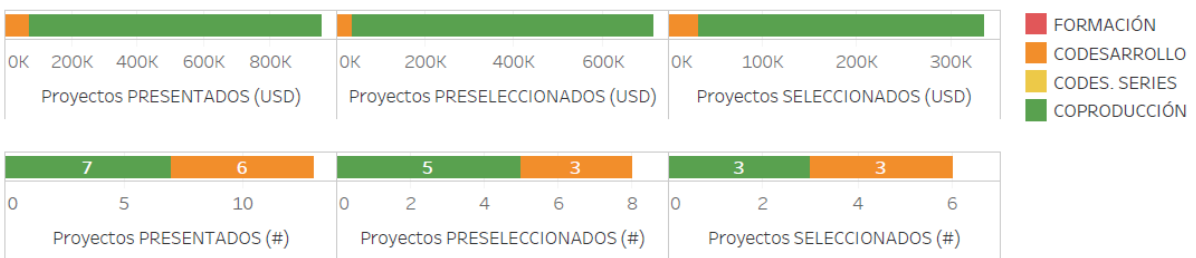 0K 200K 400K 600K 800K
Proyectos PRESENTADOS (USD)
0K 200K 400K 600K
Proyectos PRESELECCIONADOS (USD)
0K 100K 200K 300K
Proyectos SELECCIONADOS (USD)
FORMACIÓN
CODESARROLLO
CODES. SERIES
COPRODUCCIÓN
7 6
0 5 10
Proyectos PRESENTADOS (#)
5 3
0 2 4 6 8
Proyectos PRESELECCIONADOS (#)
3 3
0 2 4 6
Proyectos SELECCIONADOS (#)